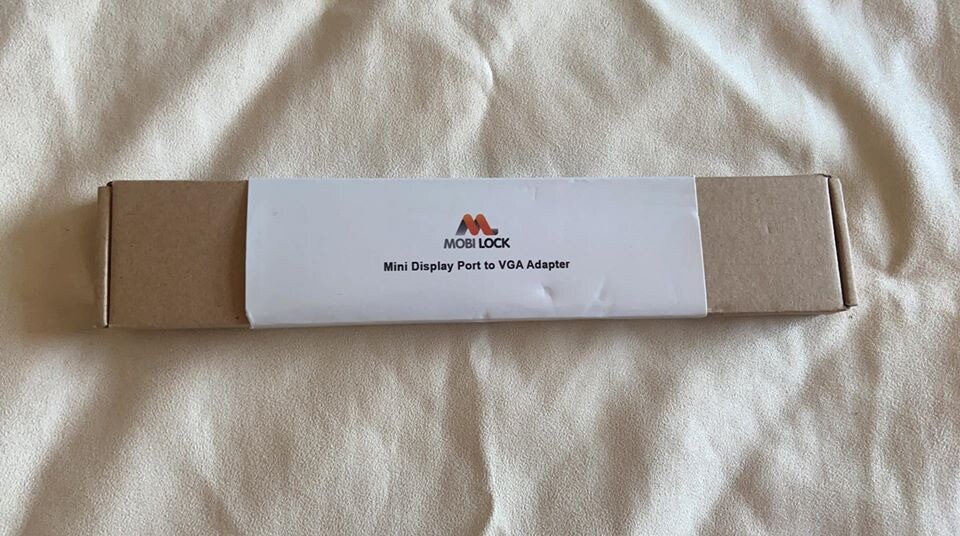 MOBI LOCK
Mini Display Port to VGA Adapter